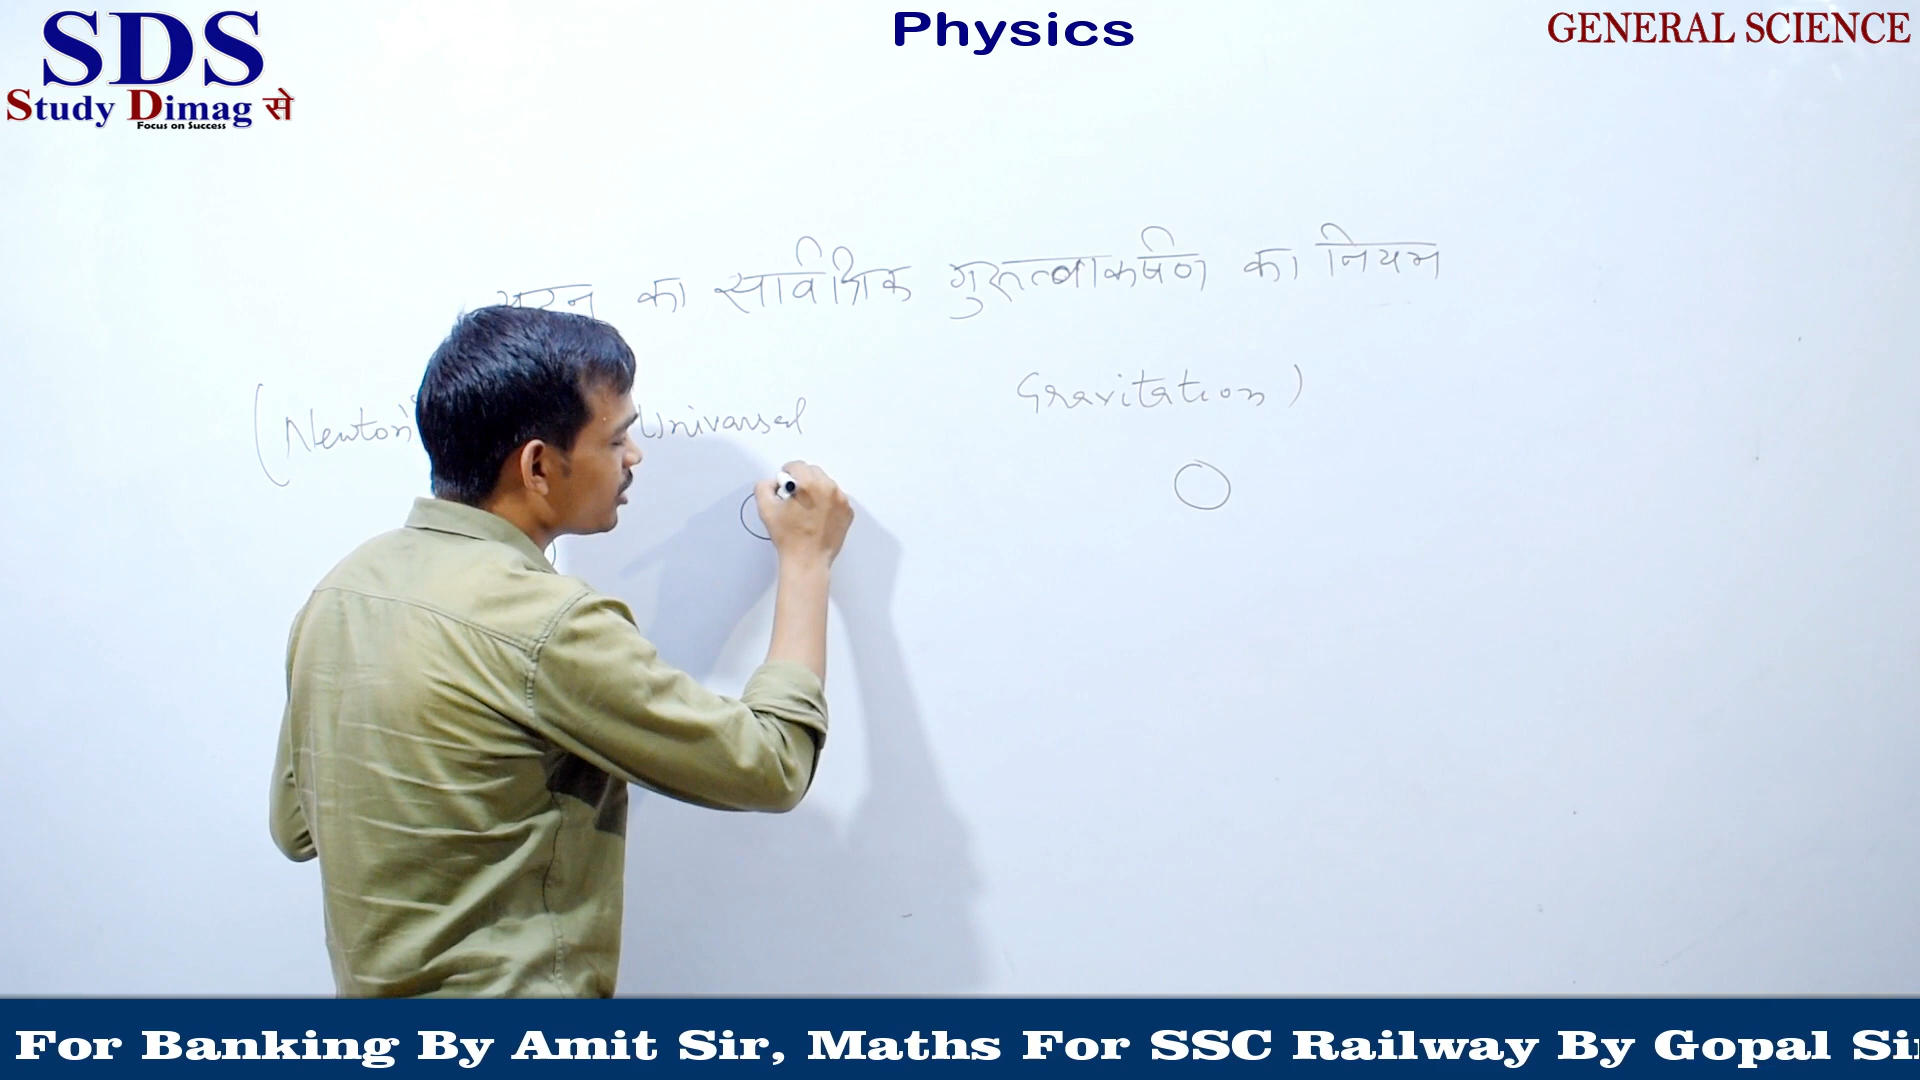 SDS
Physics
GENERAL SCIENCE
Study Dimag से
Focus on Success
का सार्वत्रिक गुरुत्वाकर्षण का नियम
(Newton's Univarsal Gravitation)
For Banking By Amit Sir, Maths For SSC Railway By Gopal Sir